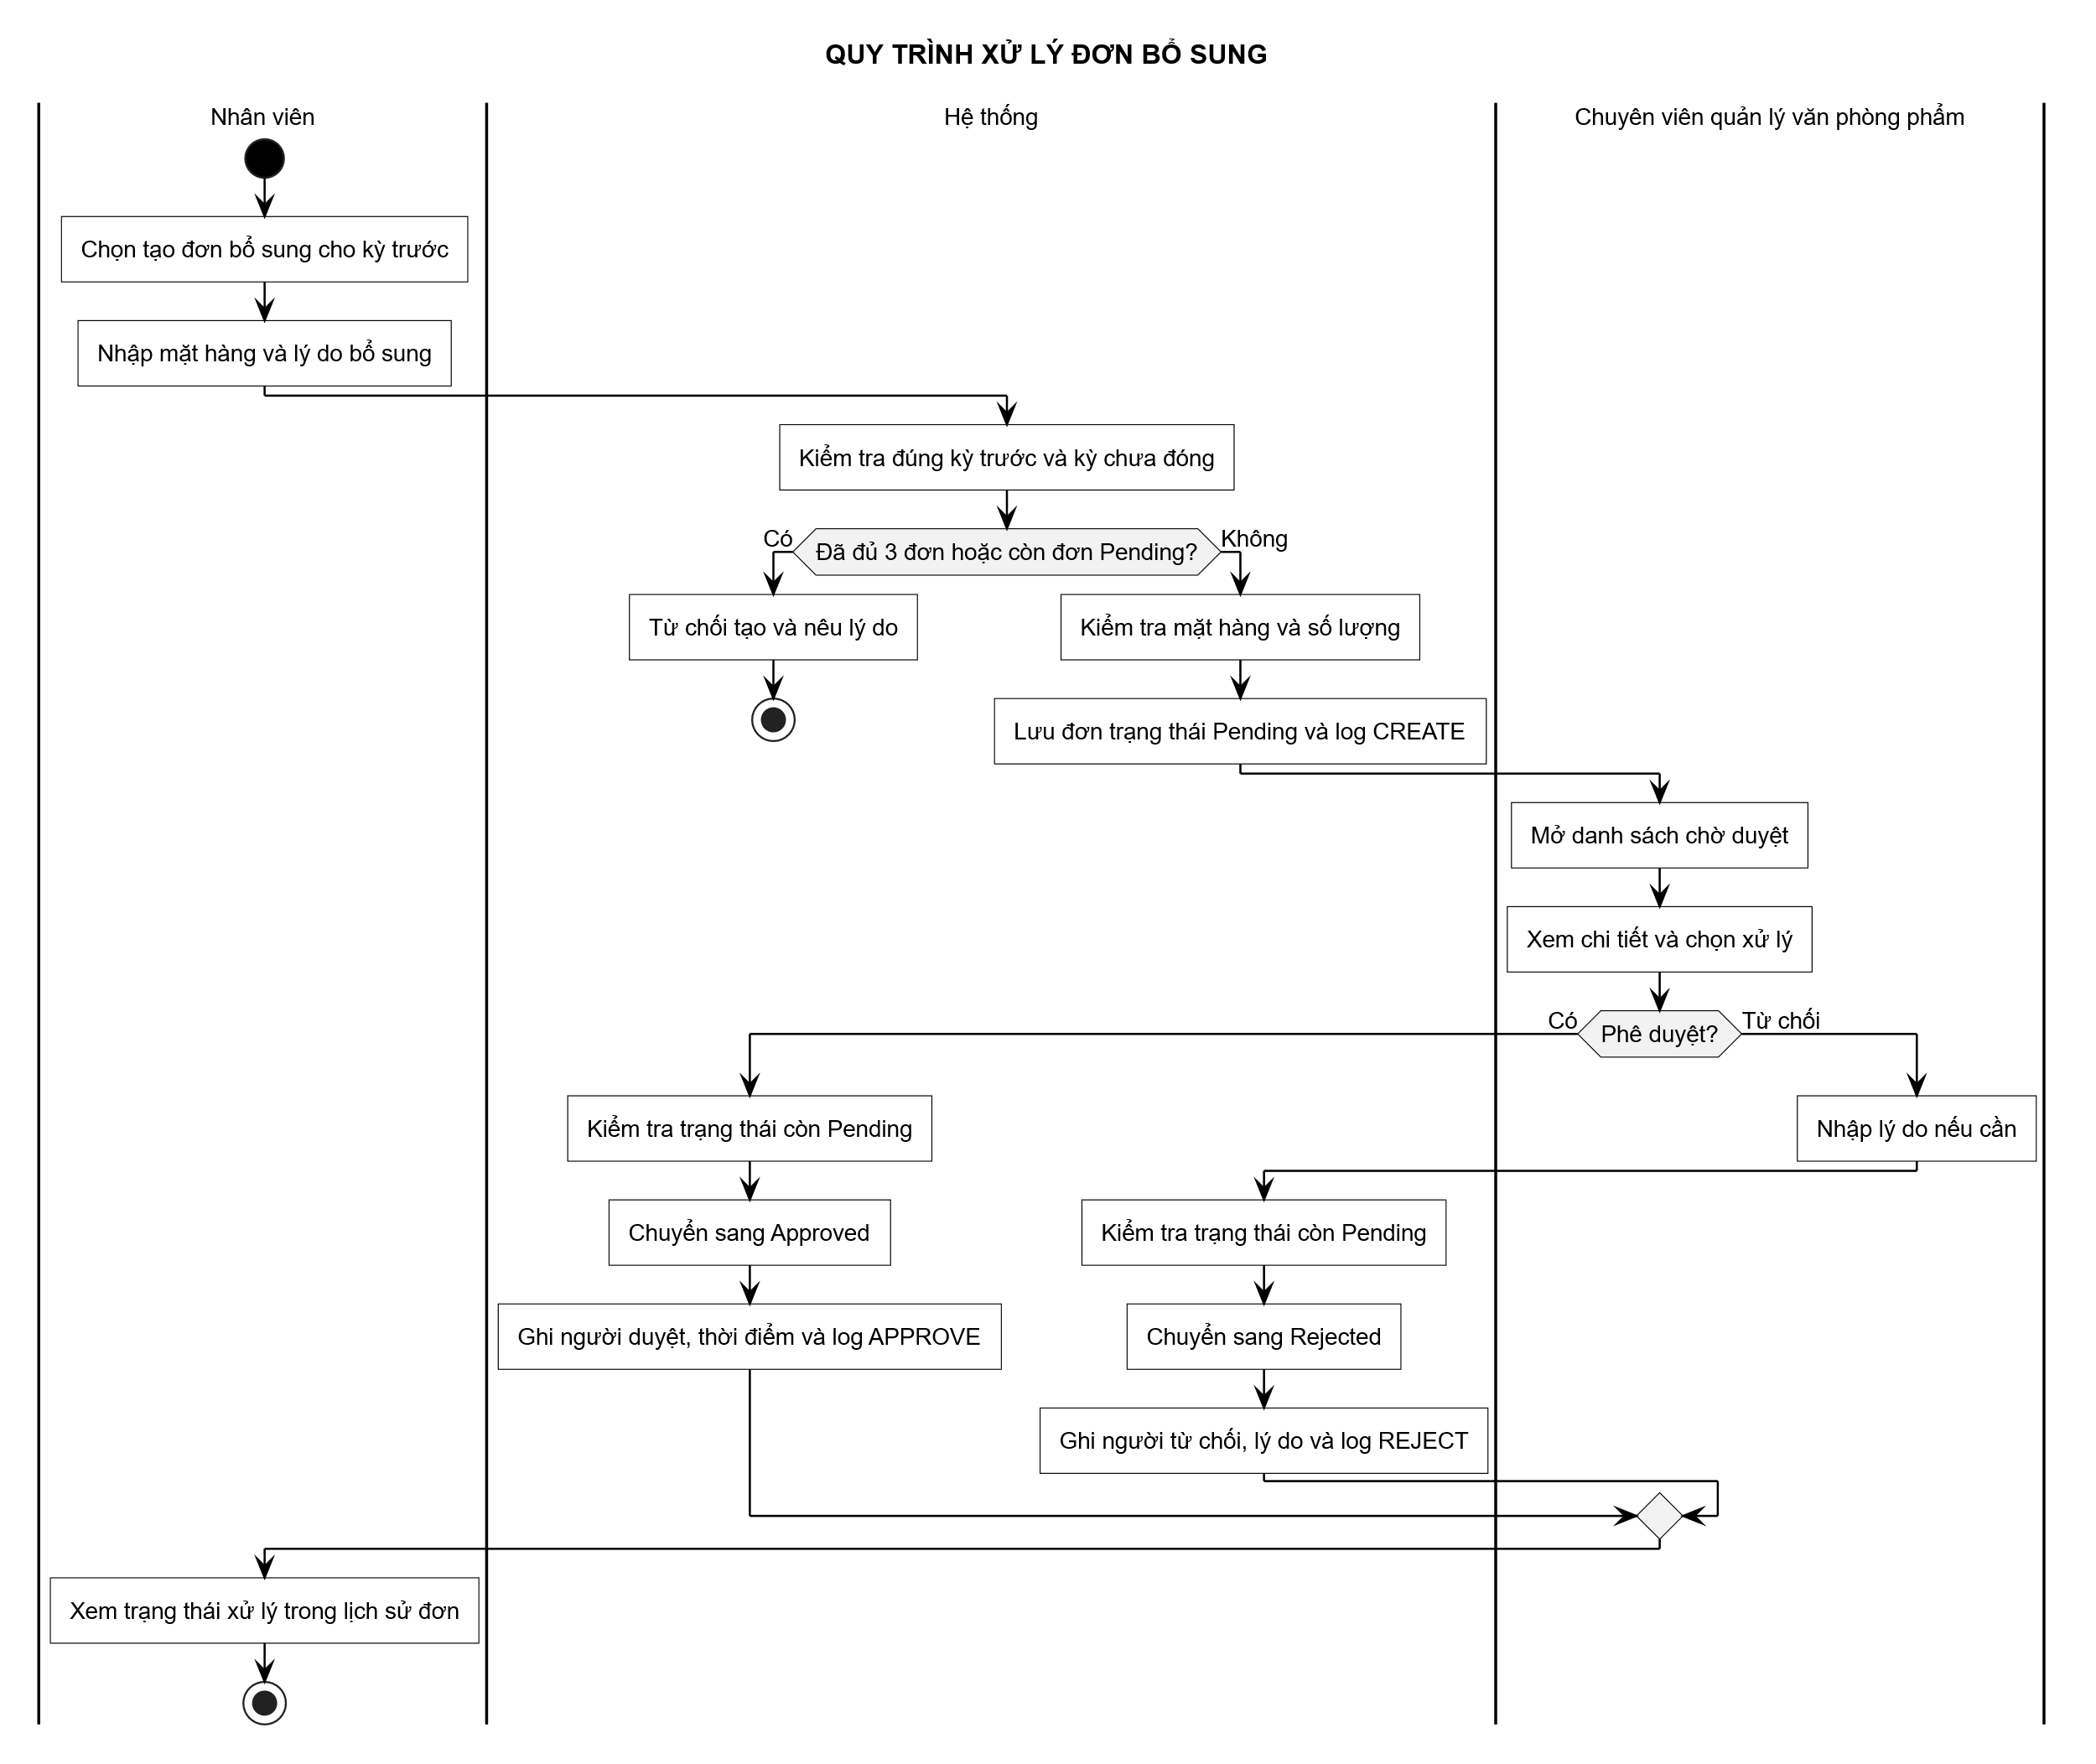 QUY TRÌNH XỬ LÝ ĐƠN BỔ SUNG
Nhân viên
Hệ thống
Chuyên viên quản lý văn phòng phẩm
Chọn tạo đơn bổ sung cho kỳ trước
Nhập mặt hàng và lý do bổ sung
Kiểm tra đúng kỳ trước và kỳ chưa đóng
Có
Đã đủ 3 đơn hoặc còn đơn Pending?
Không
Từ chối tạo và nêu lý do
Kiểm tra mặt hàng và số lượng
Lưu đơn trạng thái Pending và log CREATE
Mở danh sách chờ duyệt
Xem chi tiết và chọn xử lý
Có
Phê duyệt?
Từ chối
Kiểm tra trạng thái còn Pending
Nhập lý do nếu cần
Chuyển sang Approved
Kiểm tra trạng thái còn Pending
Ghi người duyệt, thời điểm và log APPROVE
Chuyển sang Rejected
Ghi người từ chối, lý do và log REJECT
Xem trạng thái xử lý trong lịch sử đơn